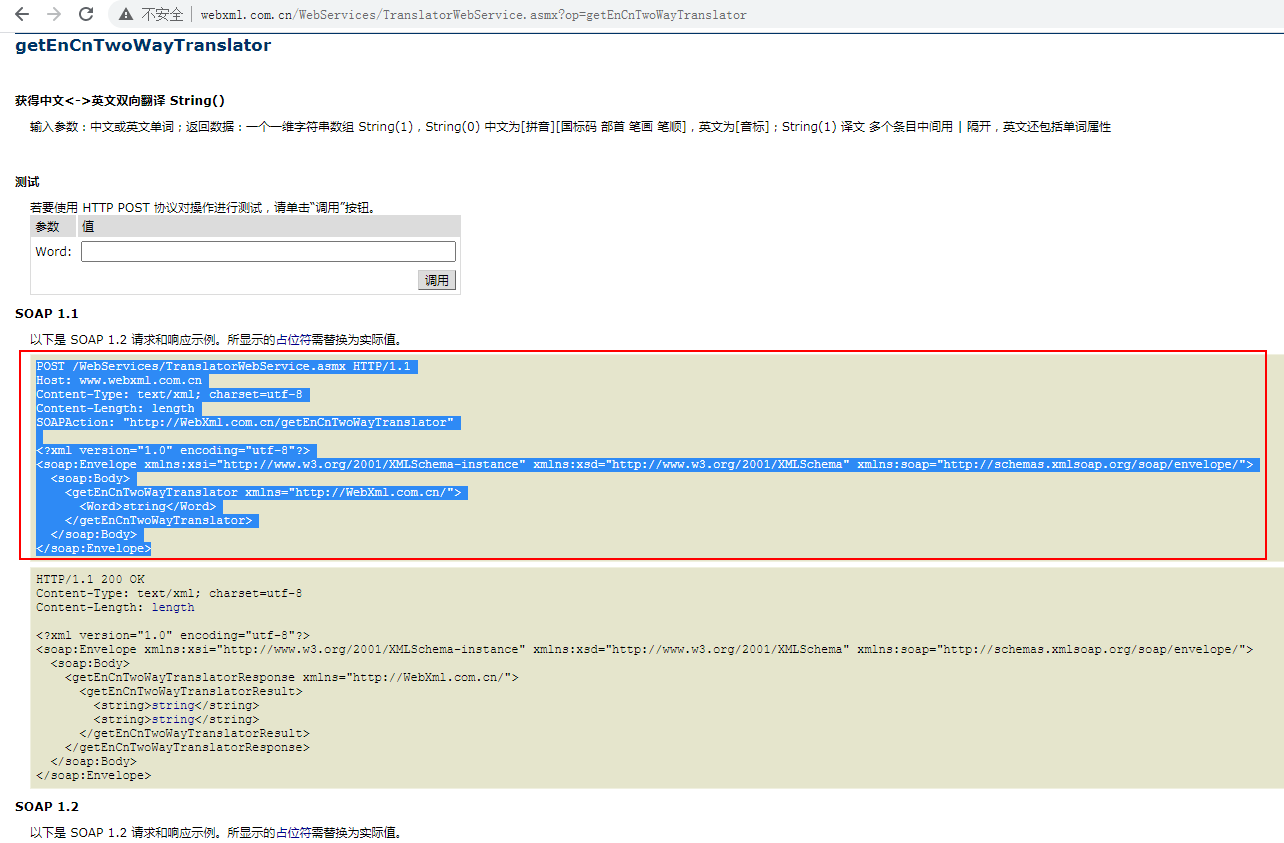 不安全 webxml.com.cn/WebServices/TranslatorWebService.asmx?op=getEnCnTwoWayTranslator
getEnCnTwoWayTranslator
获得中文<->英文双向翻译 String()
输入参数：中文或英文单词；返回数据：一个一维字符串数组 String(1)，String(0) 中文为[拼音][国标码 部首 笔画 笔顺]，英文为[音标]；String(1) 译文 多个条目中间用 | 隔开，英文还包括单词属性
测试
若要使用 HTTP POST 协议对操作进行测试，请单击“调用”按钮。
参数 值
Word:
调用
SOAP 1.1
以下是 SOAP 1.2 请求和响应示例。所显示的占位符需替换为实际值。
POST /WebServices/TranslatorWebService.asmx HTTP/1.1
Host: www.webxml.com.cn
Content-Type: text/xml; charset=utf-8
Content-Length: length
SOAPAction: "http://WebXml.com.cn/getEnCnTwoWayTranslator"
<?xml version="1.0" encoding="utf-8"?>
<soap:Envelope xmlns:xsi="http://www.w3.org/2001/XMLSchema-instance" xmlns:xsd="http://www.w3.org/2001/XMLSchema" xmlns:soap="http://schemas.xmlsoap.org/soap/envelope/">
<soap:Body>
<getEnCnTwoWayTranslator xmlns="http://WebXml.com.cn/">
<Word>string</Word>
</getEnCnTwoWayTranslator>
</soap:Body>
</soap:Envelope>
HTTP/1.1 200 OK
Content-Type: text/xml; charset=utf-8
Content-Length: length
<?xml version="1.0" encoding="utf-8"?>
<soap:Envelope xmlns:xsi="http://www.w3.org/2001/XMLSchema-instance" xmlns:xsd="http://www.w3.org/2001/XMLSchema" xmlns:soap="http://schemas.xmlsoap.org/soap/envelope/">
<soap:Body>
<getEnCnTwoWayTranslatorResponse xmlns="http://WebXml.com.cn/">
<getEnCnTwoWayTranslatorResult>
<string>string</string>
<string>string</string>
</getEnCnTwoWayTranslatorResult>
</getEnCnTwoWayTranslatorResponse>
</soap:Body>
</soap:Envelope>
SOAP 1.2
以下是 SOAP 1.2 请求和响应示例。所显示的占位符需替换为实际值。